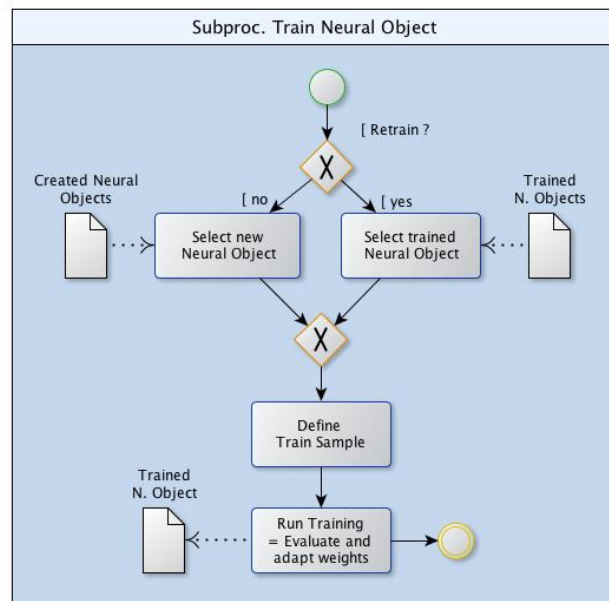 Subproc. Train Neural Object
[ Retrain ?
X
Created Neural
Objects
[ no
[ yes
Trained
N. Objects
Select new
Neural Object
Select trained
Neural Object
X
Define
Train Sample
Trained
N. Object
Run Training
= Evaluate and
adapt weights